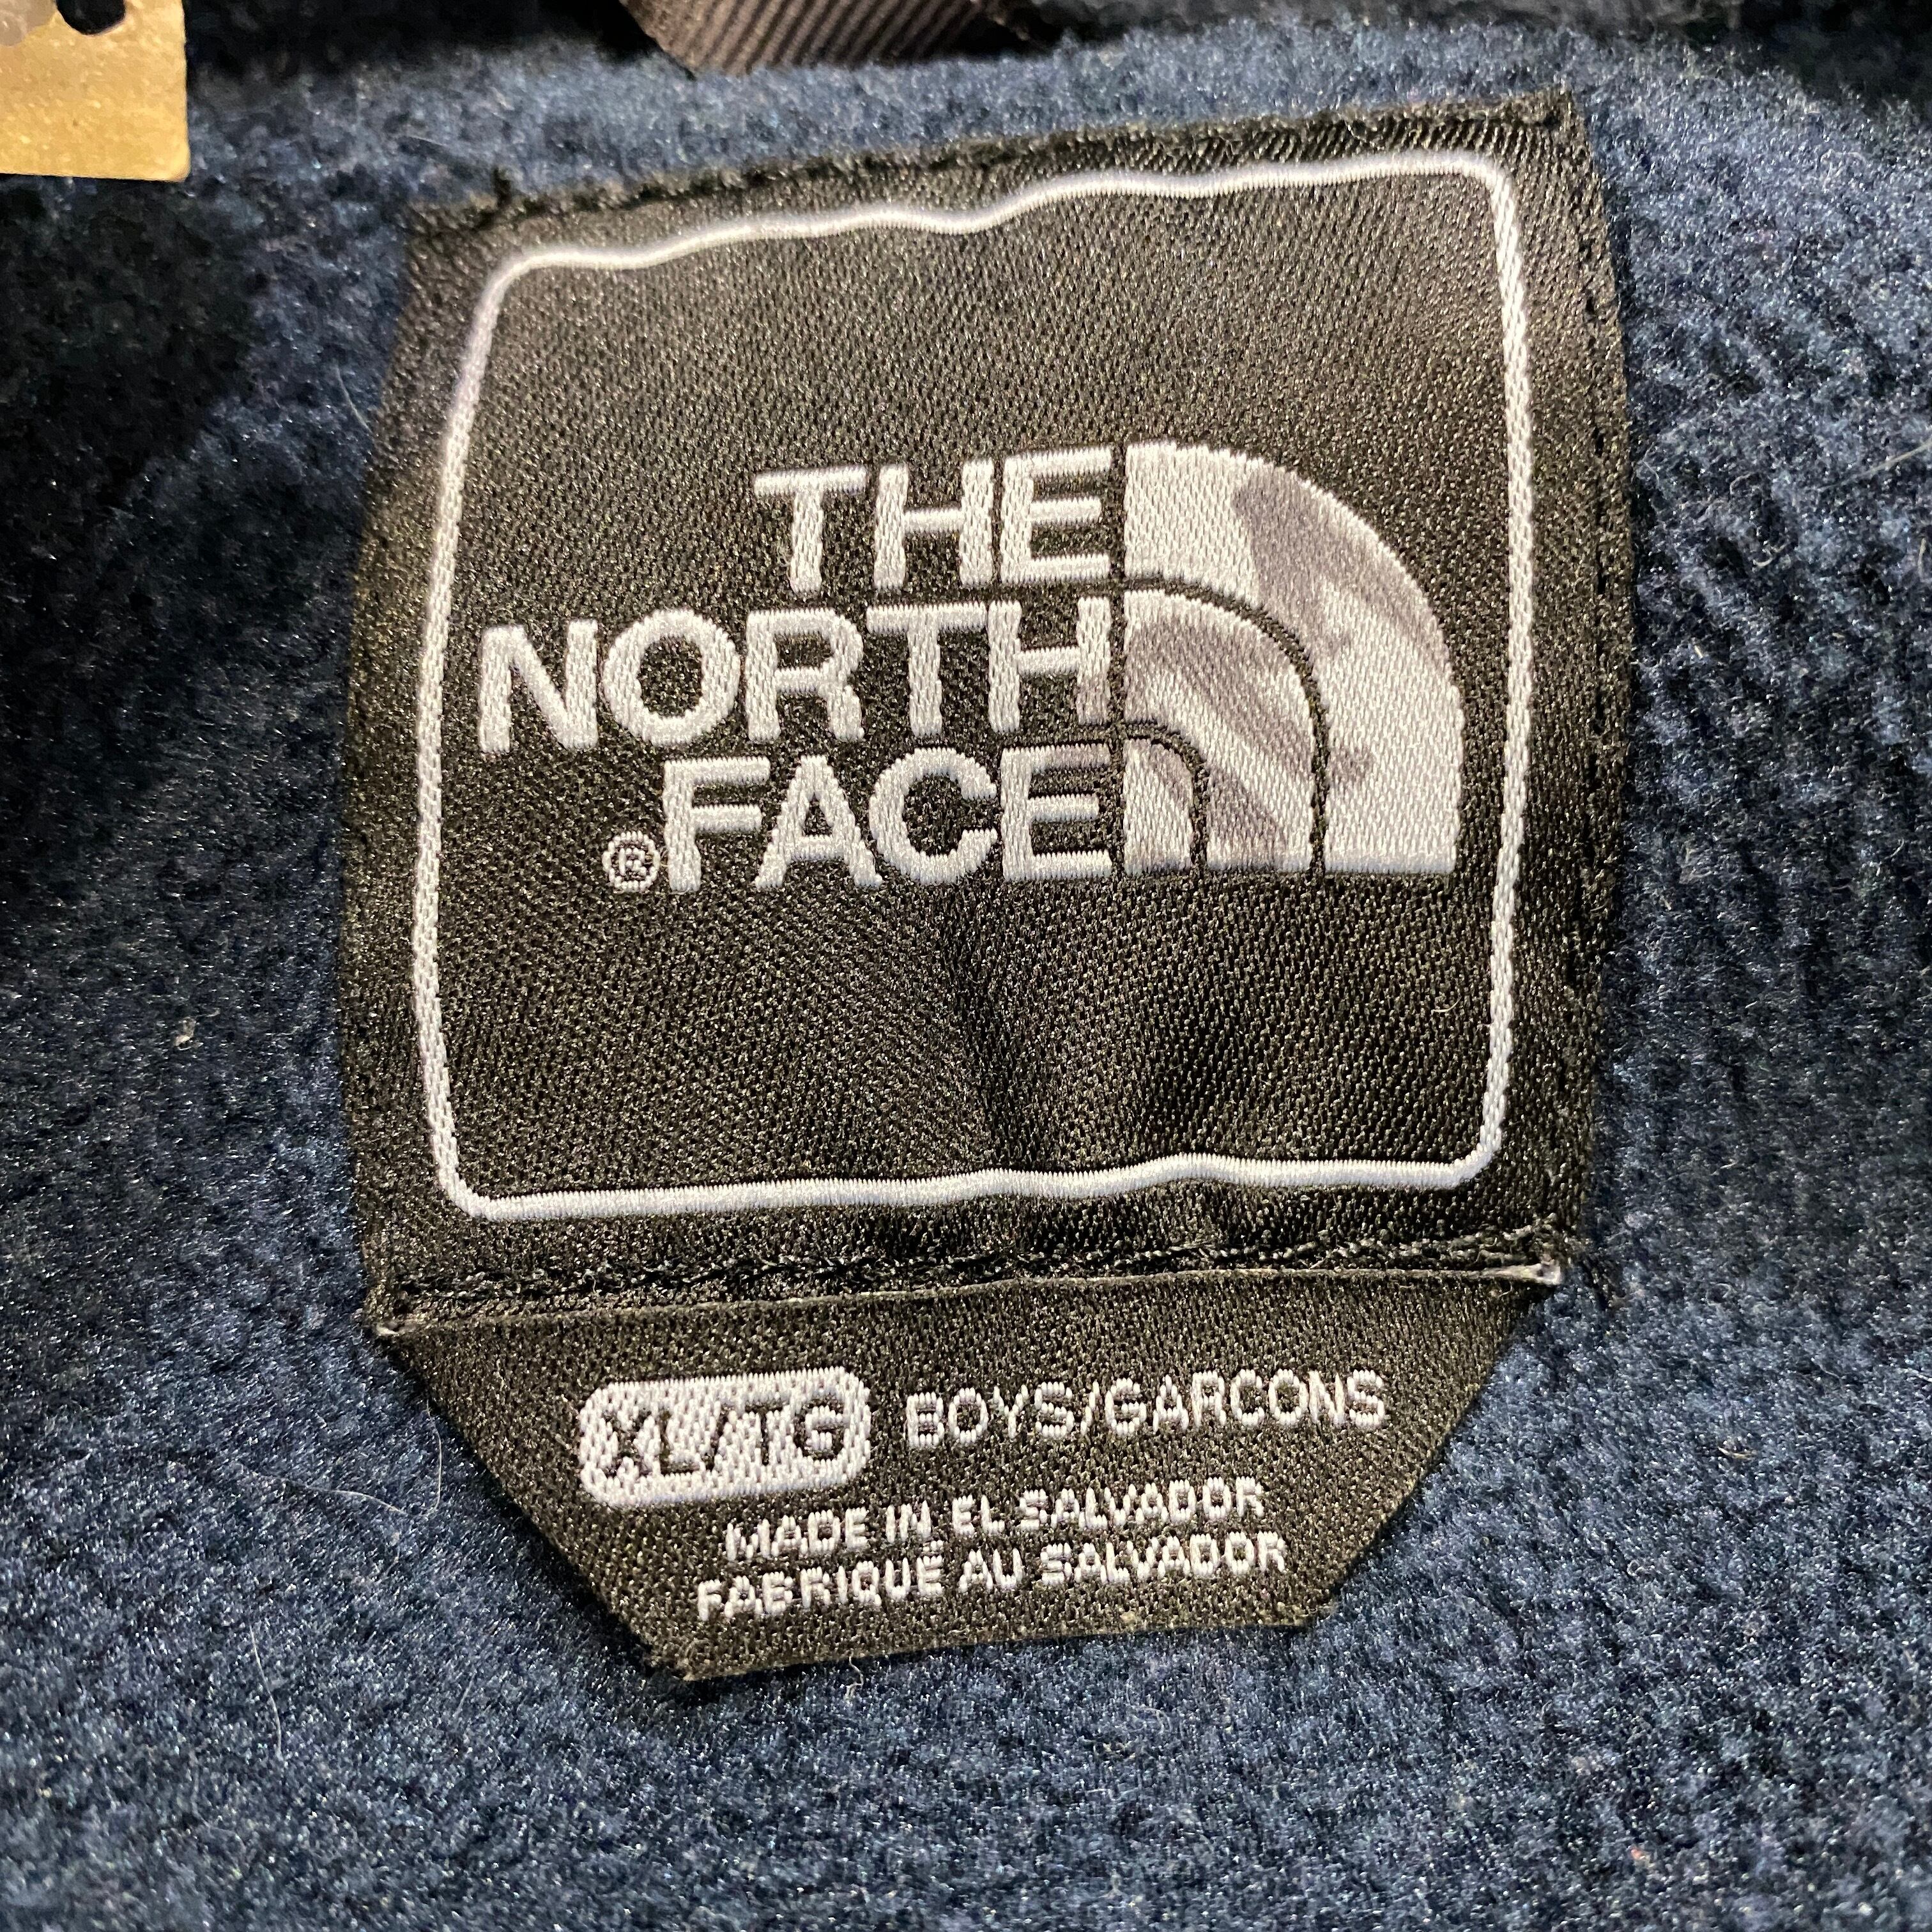 THE
NORTH
®FACE
XL/TG BOYS/GARCONS
MADE IN EL SALVADOR
FABRIQUÉ AU SALVADOR